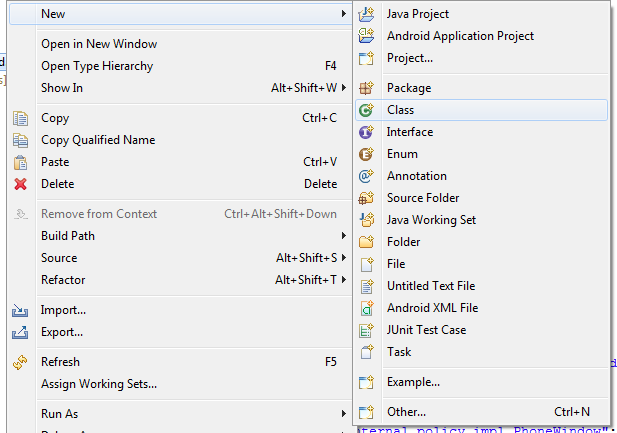 New
Open in New Window
Open Type Hierarchy F4
Show In Alt+Shift+W
Copy Ctrl+C
Copy Qualified Name
Paste Ctrl+V
Delete Delete
Remove from Context Ctrl+Alt+Shift+Down
Build Path
Source Alt+Shift+S
Refactor Alt+Shift+T
Import...
Export...
Refresh F5
Assign Working Sets...
Run As
Java Project
Android Application Project
Project...
Package
Class
Interface
Enum
Annotation
Source Folder
Java Working Set
Folder
File
Untitled Text File
Android XML File
JUnit Test Case
Task
Example...
Other... Ctrl+N
ternal.policy.impl.PhoneWindow";